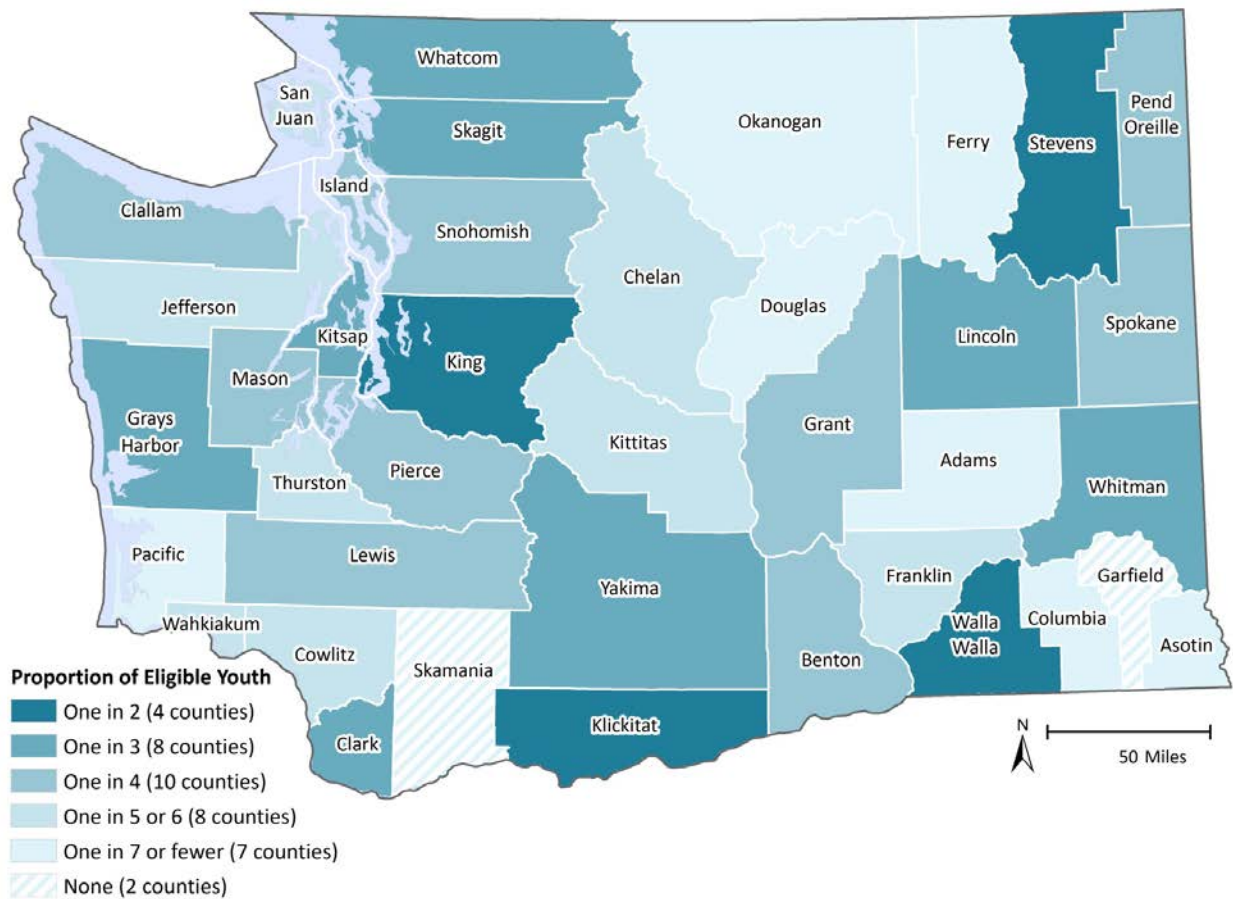 Whatcom
San
Juan
Skagit
Okanogan
Ferry
Stevens
Pend
Oreille
Island
Clallam
Snohomish
Chelan
Jefferson
Douglas
Kitsap
King
Lincoln
Spokane
Mason
Grays
Harbor
Grant
Kittitas
Adams
Pierce
Thurston
Whitman
Pacific
Lewis
Yakima
Franklin
Garfield
Wahkiakum
Walla
Walla
Columbia
Asotin
Cowlitz
Skamania
Benton
Klickitat
Clark
Proportion of Eligible Youth
One in 2 (4 counties)
One in 3 (8 counties)
One in 4 (10 counties)
One in 5 or 6 (8 counties)
One in 7 or fewer (7 counties)
None (2 counties)
N
50 Miles